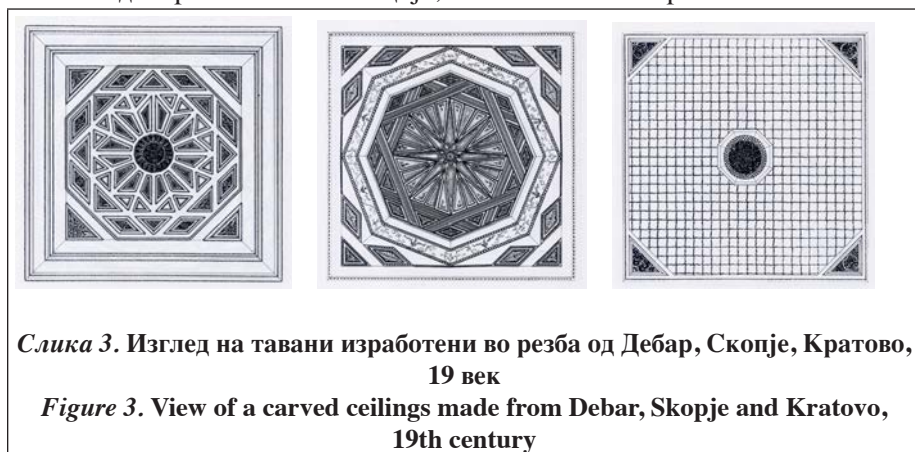 Слика 3. Изглед на тавани изработени во резба од Дебар, Скопје, Кратово,
19 век
Figure 3. View of a carved ceilings made from Debar, Skopje and Kratovo,
19th century